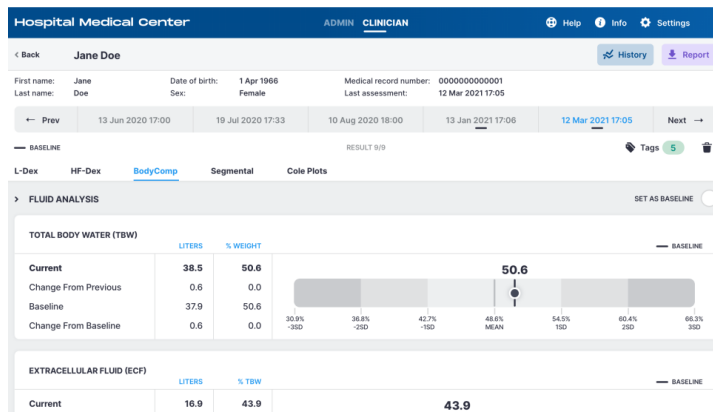 Hospital Medical Center ADMIN CLINICIAN Help Info Settings
< Back Jane Doe History Report
First name: Jane Date of birth: 1 Apr 1966 Medical record number: 0000000000001
Last name: Doe Sex: Female Last assessment: 12 Mar 2021 17:05
← Prev 13 Jun 2020 17:00 19 Jul 2020 17:33 10 Aug 2020 18:00 13 Jan 2021 17:06 12 Mar 2021 17:05 Next →
BASELINE RESULT 9/9 Tags 5
L-Dex HF-Dex BodyComp Segmental Cole Plots
> FLUID ANALYSIS SET AS BASELINE
TOTAL BODY WATER (TBW)
LITERS % WEIGHT BASELINE
Current 38.5 50.6 50.6
Change From Previous 0.6 0.0
Baseline 37.9 50.6
Change From Baseline 0.6 0.0
30.9% 36.8% 42.7% 48.6% 54.5% 60.4% 66.3%
-3SD -2SD -1SD MEAN 1SD 2SD 3SD
EXTRACELLULAR FLUID (ECF)
LITERS % TBW BASELINE
Current 16.9 43.9 43.9